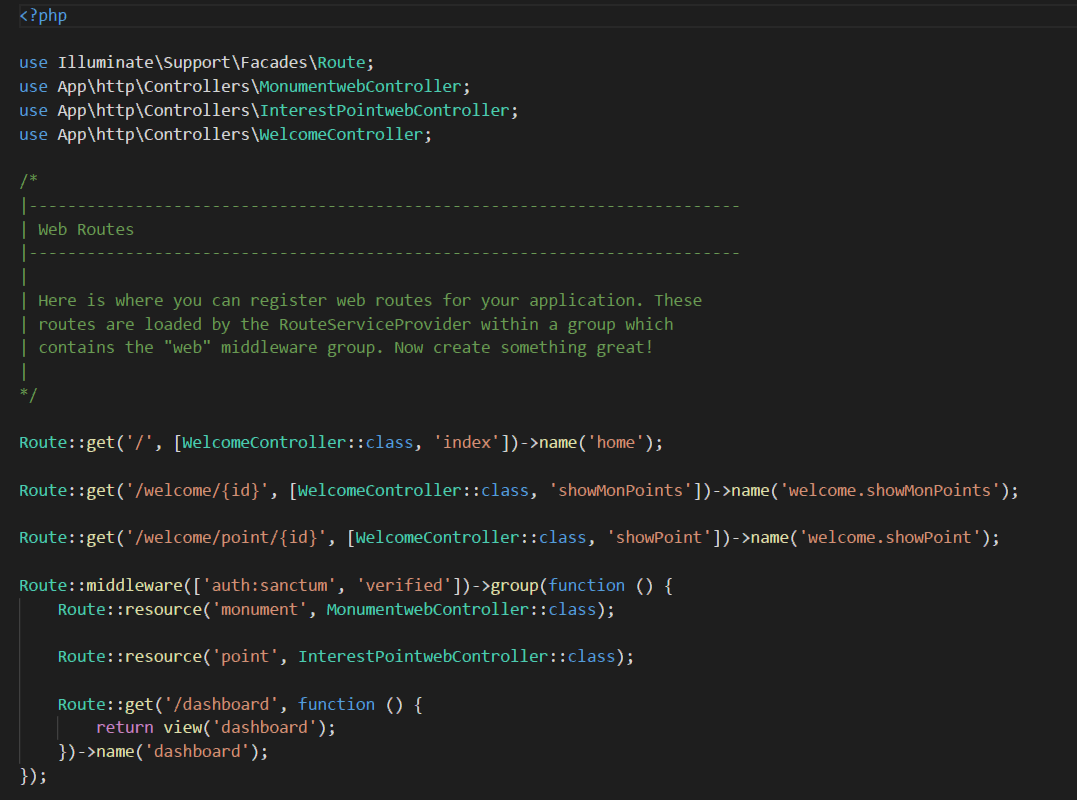 <?php
use Illuminate\Support\Facades\Route;
use App\http\Controllers\MonumentwebController;
use App\http\Controllers\InterestPointwebController;
use App\http\Controllers\WelcomeController;
/*
|--------------------------------------------------------------------------
| Web Routes
|--------------------------------------------------------------------------
|
| Here is where you can register web routes for your application. These
| routes are loaded by the RouteServiceProvider within a group which
| contains the "web" middleware group. Now create something great!
|
*/
Route::get('/', [WelcomeController::class, 'index'])->name('home');
Route::get('/welcome/{id}', [WelcomeController::class, 'showMonPoints'])->name('welcome.showMonPoints');
Route::get('/welcome/point/{id}', [WelcomeController::class, 'showPoint'])->name('welcome.showPoint');
Route::middleware(['auth:sanctum', 'verified'])->group(function () {
    Route::resource('monument', MonumentwebController::class);
    Route::resource('point', InterestPointwebController::class);
    Route::get('/dashboard', function () {
        return view('dashboard');
    })->name('dashboard');
});